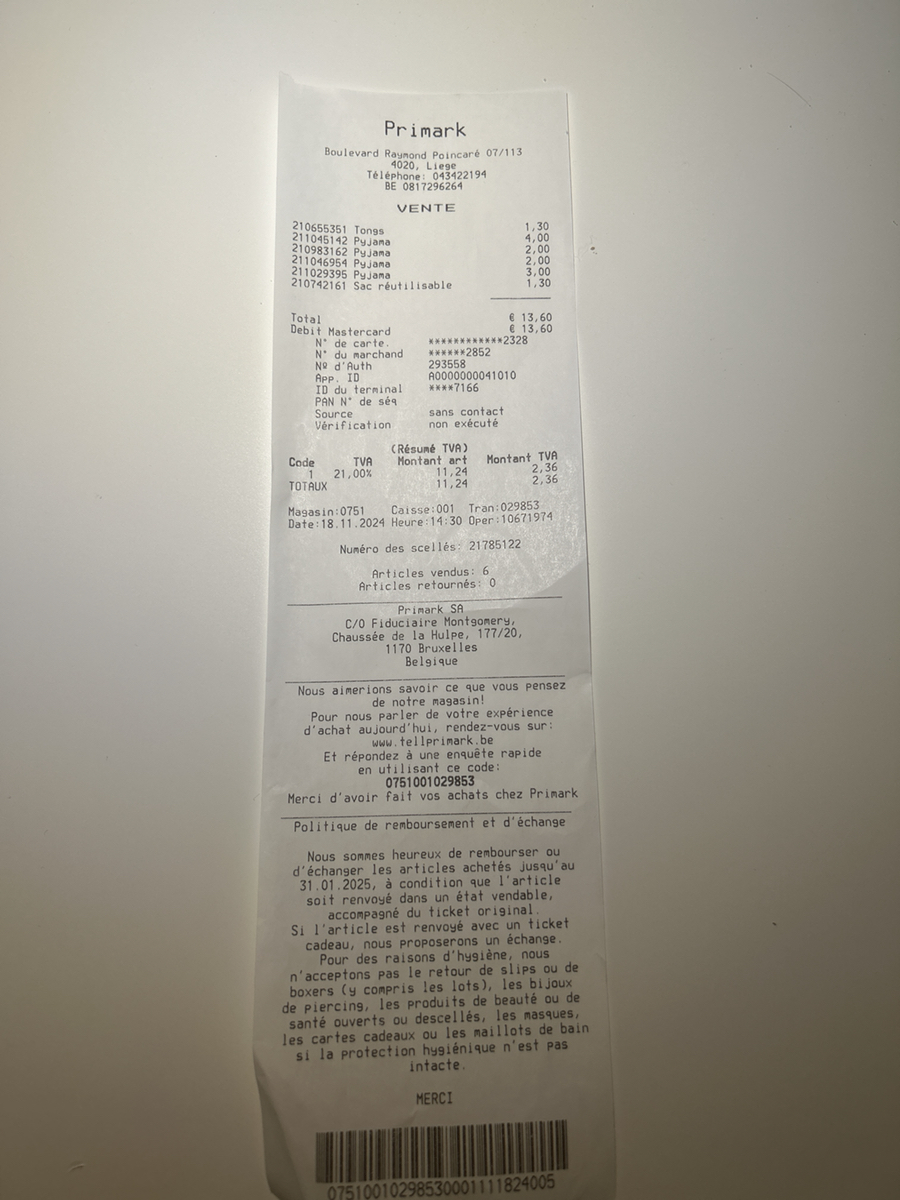 Primark
Boulevard Raymond Poincaré 07/113
4020, Liege
Téléphone: 043422194
BE 0817296264
VENTE
210655351 Tongs 1,30
211045142 Pyjama 4,00
210983162 Pyjama 2,00
211046954 Pyjama 2,00
211029395 Pyjama 3,00
210742161 Sac réutilisable 1,30
Total € 13,60
Debit Mastercard € 13,60
N° de carte. ************2328
N° du marchand ******2852
Nº d'Auth 293558
App. ID A0000000041010
ID du terminal ****7166
PAN N° de séq
Source sans contact
Vérification non exécuté
(Résumé TVA)
Code TVA Montant art Montant TVA
1 21,00% 11,24 2,36
TOTAUX 11,24 2,36
Magasin:0751 Caisse:001 Tran:029853
Date:18.11.2024 Heure:14:30 Oper:10671974
Numéro des scellés: 21785122
Articles vendus: 6
Articles retournés: 0
Primark SA
C/O Fiduciaire Montgomery,
Chaussée de la Hulpe, 177/20,
1170 Bruxelles
Belgique
Nous aimerions savoir ce que vous pensez
de notre magasin!
Pour nous parler de votre expérience
d'achat aujourd'hui, rendez-vous sur:
www.tellprimark.be
Et répondez à une enquête rapide
en utilisant ce code:
0751001029853
Merci d'avoir fait vos achats chez Primark
Politique de remboursement et d'échange
Nous sommes heureux de rembourser ou
d'échanger les articles achetés jusqu'au
31.01.2025, à condition que l'article
soit renvoyé dans un état vendable,
accompagné du ticket original.
Si l'article est renvoyé avec un ticket
cadeau, nous proposerons un échange.
Pour des raisons d'hygiène, nous
n'acceptons pas le retour de slips ou de
boxers (y compris les lots), les bijoux
de piercing, les produits de beauté ou de
santé ouverts ou descellés, les masques,
les cartes cadeaux ou les maillots de bain
si la protection hygiénique n'est pas
intacte.
MERCI
07510010298530001111824005